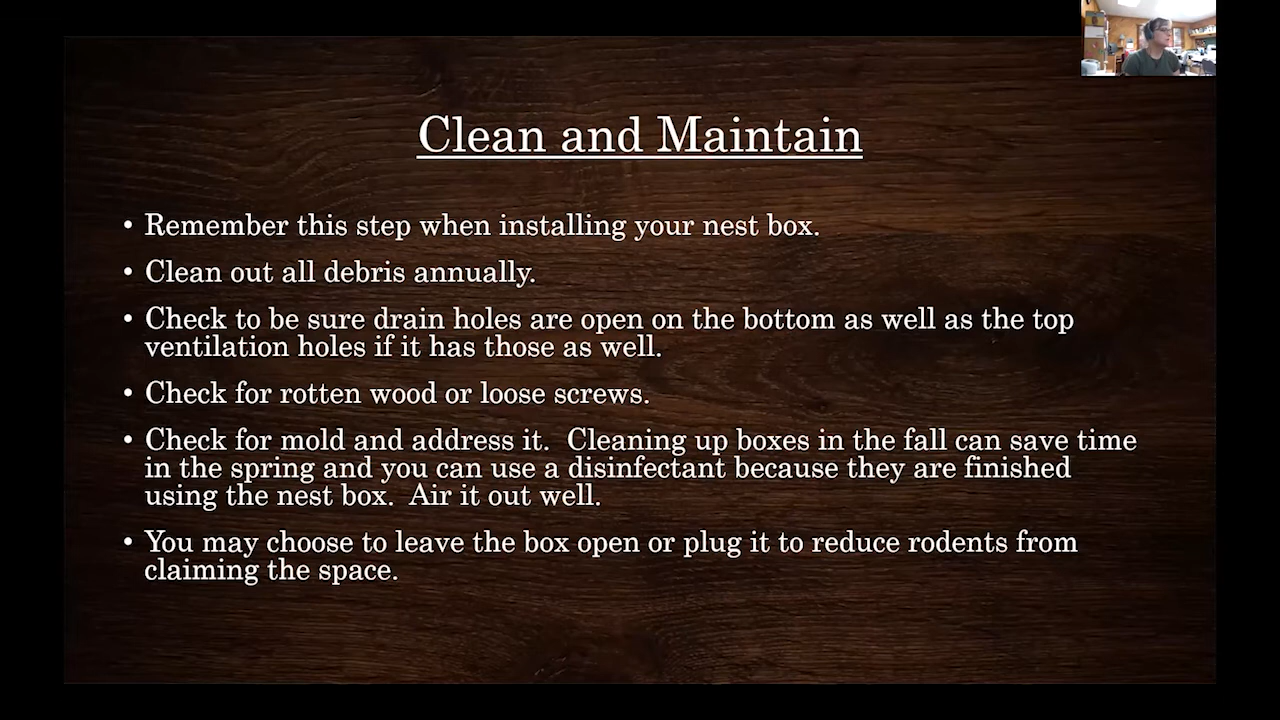 Clean and Maintain
• Remember this step when installing your nest box.
• Clean out all debris annually.
• Check to be sure drain holes are open on the bottom as well as the top
ventilation holes if it has those as well.
• Check for rotten wood or loose screws.
• Check for mold and address it.  Cleaning up boxes in the fall can save time
in the spring and you can use a disinfectant because they are finished
using the nest box.  Air it out well.
• You may choose to leave the box open or plug it to reduce rodents from
claiming the space.